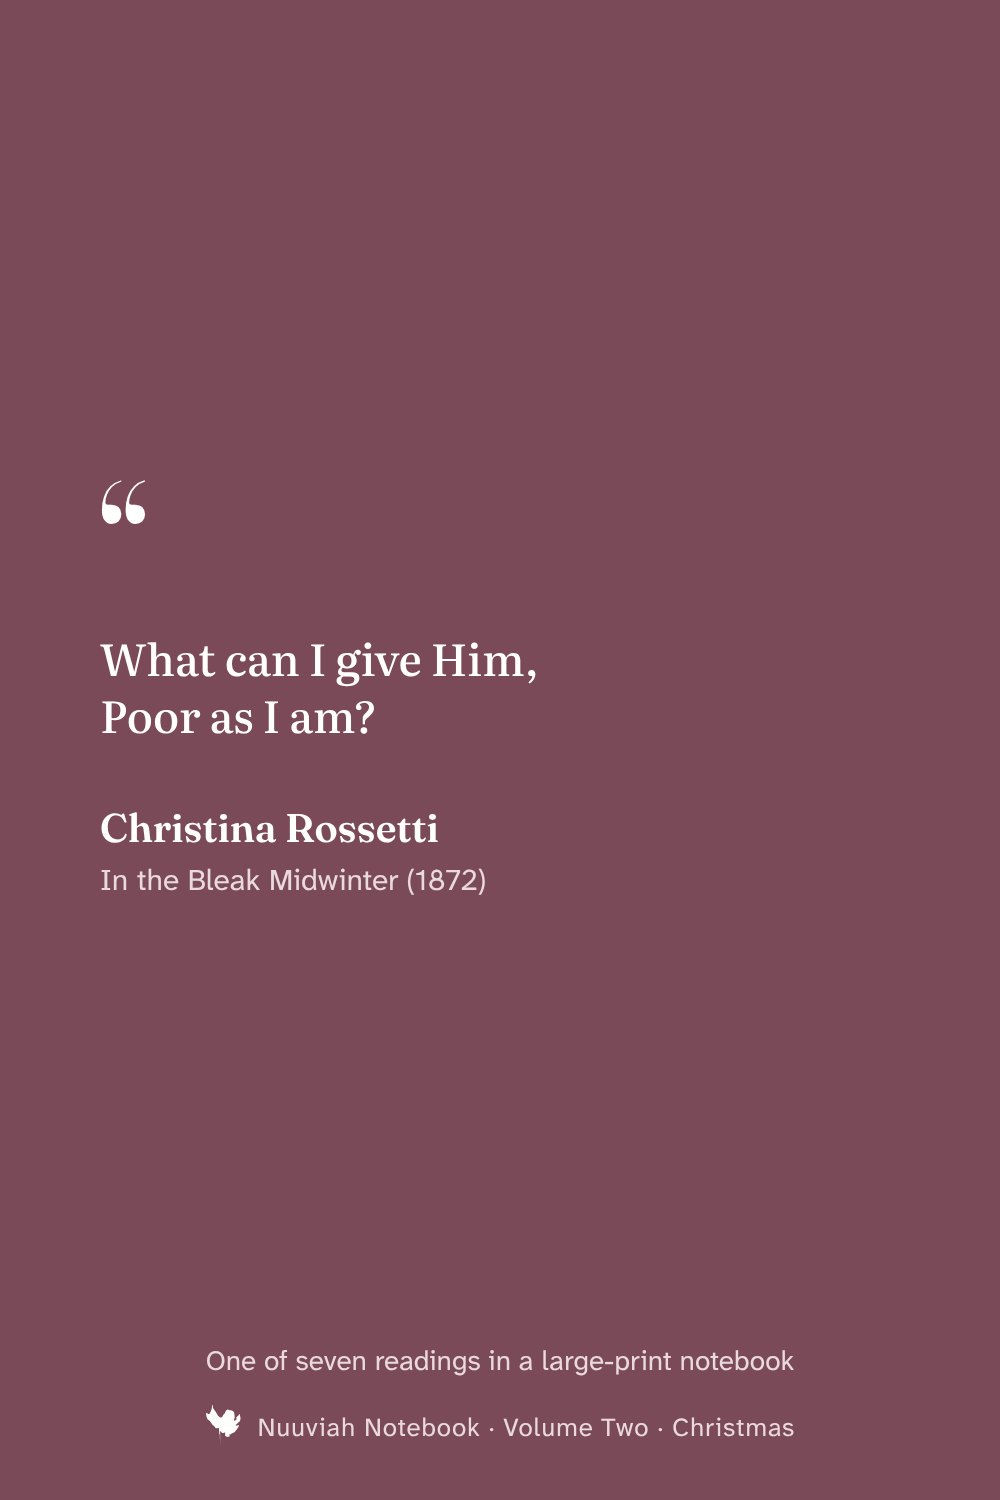 “
What can I give Him,
Poor as I am?
Christina Rossetti
In the Bleak Midwinter (1872)
One of seven readings in a large-print notebook
Nuuviah Notebook · Volume Two · Christmas